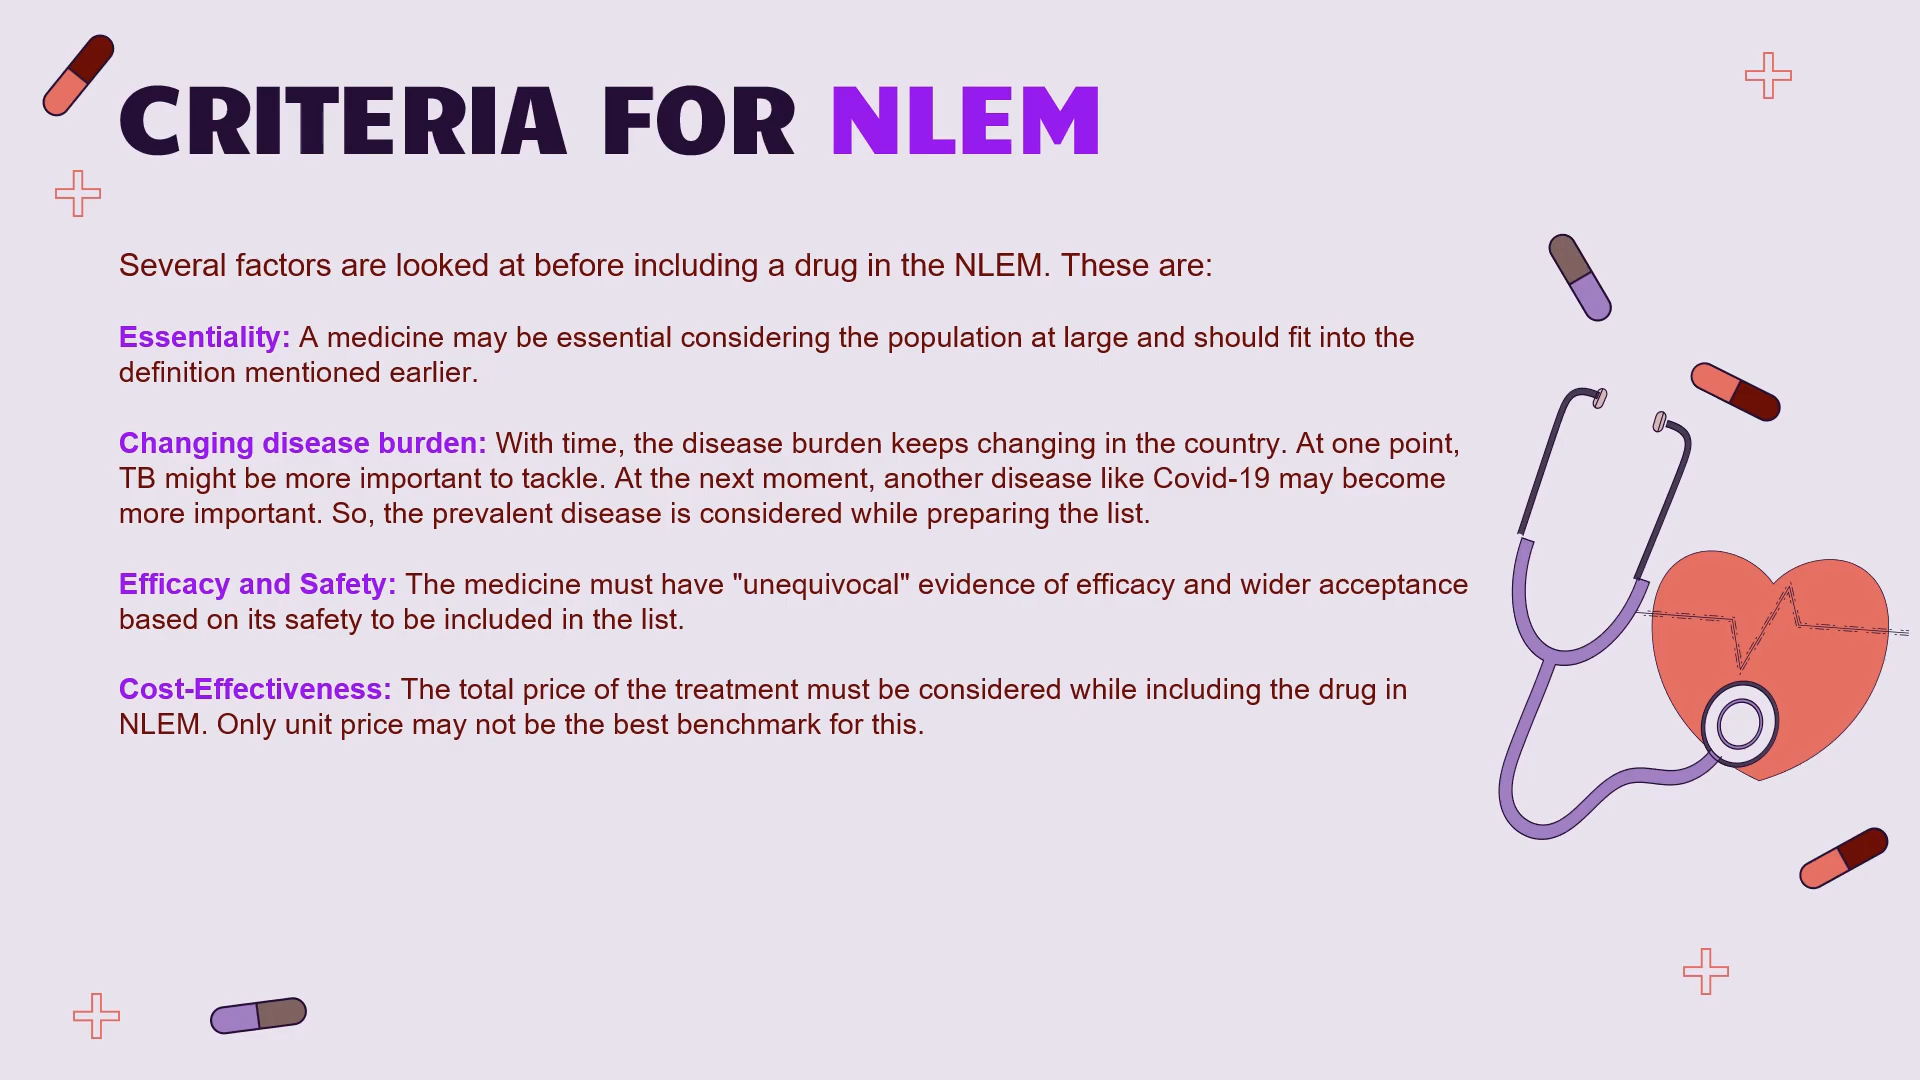 CRITERIA FOR NLEM
Several factors are looked at before including a drug in the NLEM. These are:
Essentiality: A medicine may be essential considering the population at large and should fit into the
definition mentioned earlier.
Changing disease burden: With time, the disease burden keeps changing in the country. At one point,
TB might be more important to tackle. At the next moment, another disease like Covid-19 may become
more important. So, the prevalent disease is considered while preparing the list.
Efficacy and Safety: The medicine must have "unequivocal" evidence of efficacy and wider acceptance
based on its safety to be included in the list.
Cost-Effectiveness: The total price of the treatment must be considered while including the drug in
NLEM. Only unit price may not be the best benchmark for this.